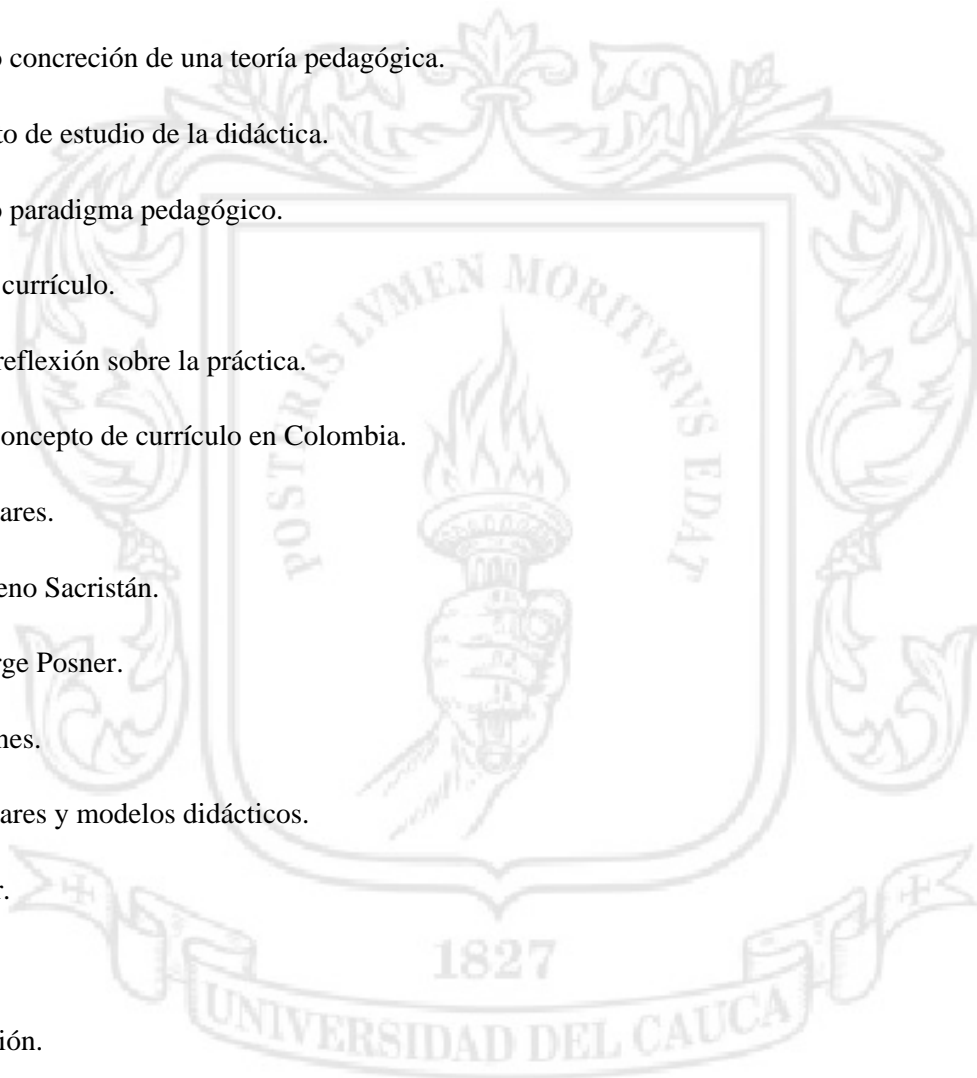 concreción de una teoría pedagógica.
to de estudio de la didáctica.
o paradigma pedagógico.
currículo.
reflexión sobre la práctica.
oncepto de currículo en Colombia.
ares.
eno Sacristán.
rge Posner.
nes.
ares y modelos didácticos.
r.
ión.
POSTERIS LVMEN MORITVRVS EDAT
1827
UNIVERSIDAD DEL CAUCA